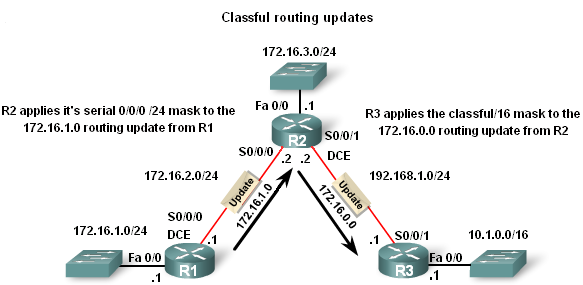 Classful routing updates
172.16.3.0/24
R2 applies it's serial 0/0/0 /24 mask to the
172.16.1.0 routing update from R1
Fa 0/0
.1
R3 applies the classful/16 mask to the
172.16.0.0 routing update from R2
R2
S0/0/0
.2
.2
S0/0/1
DCE
172.16.2.0/24
Update
172.16.1.0
Update
172.16.0.0
192.168.1.0/24
172.16.1.0/24
S0/0/0
DCE
.1
Fa 0/0
.1
R1
.1
S0/0/1
R3
Fa 0/0
.1
10.1.0.0/16